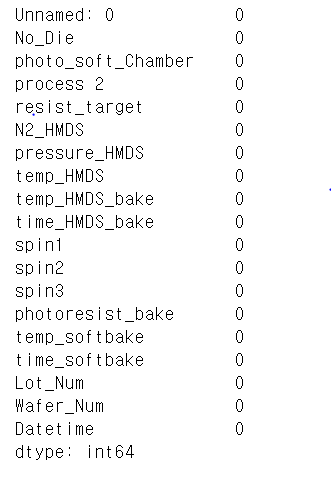 Unnamed: 0 0
No_Die 0
photo_soft_Chamber 0
process 2 0
resist_target 0
N2_HMDS 0
pressure_HMDS 0
temp_HMDS 0
temp_HMDS_bake 0
time_HMDS_bake 0
spin1 0
spin2 0
spin3 0
photoresist_bake 0
temp_softbake 0
time_softbake 0
Lot_Num 0
Wafer_Num 0
Datetime 0
dtype: int64